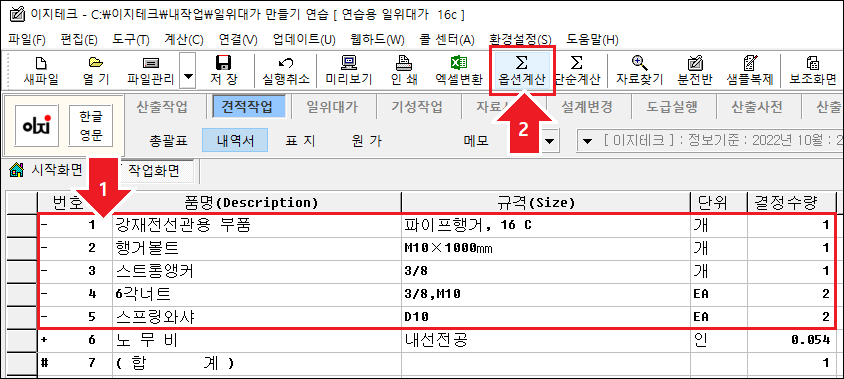 이지테크 - C:₩이지테크₩내작업₩일위대가 만들기 연습 [ 연습용 일위대가  16c ]
파일(F) 편집(E) 도구(T) 계산(C) 연결(V) 업데이트(U) 웹하드(W) 콜 센터(A) 환경설정(S) 도움말(H)
새파일 열 기 파일관리 저 장 실행취소 미리보기 인 쇄 엑셀변환 옵션계산 단순계산 자료찾기 분전반 샘플복제 보조화면
산출작업 견적작업 일위대가 기성작업 설계변경 도급실행 산출사전 산출
한글
영문
총괄표 내역서 표 지 원 가 메모 2 [ 이지테크 ] : 정보기준 : 2022년 10월 : 2
시작화면 작업화면
1
번호 품명(Description) 규격(Size) 단위 결정수량
- 1 강재전선관용 부품 파이프행거, 16 C 개 1
- 2 행거볼트 M10×1000㎜ 개 1
- 3 스트롱앵커 3/8 개 1
- 4 6각너트 3/8,M10 EA 2
- 5 스프링와샤 D10 EA 2
+ 6 노 무 비 내선전공 인 0.054
# 7 ( 합 계 ) 1